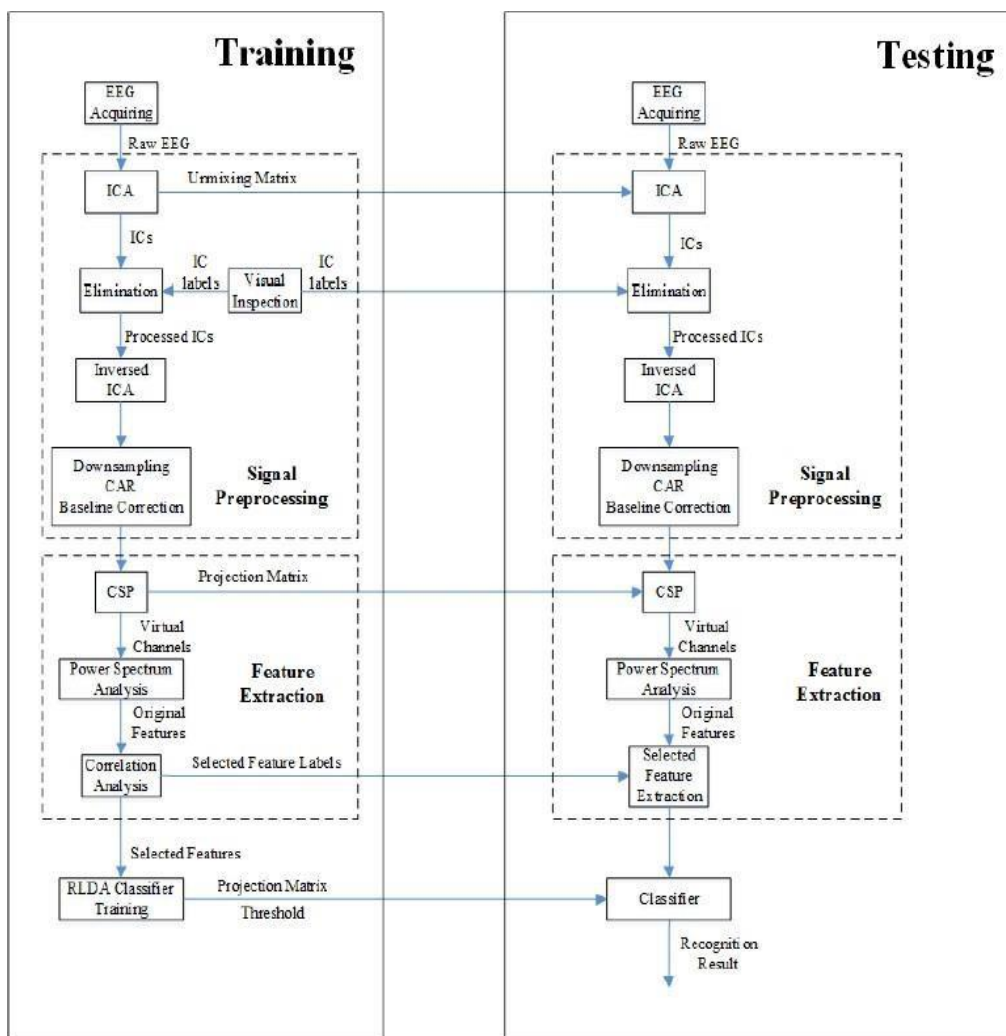 Training
EEG
Acquiring
Raw EEG
ICA
Unmixing Matrix
ICs
IC
labels
Visual
Inspection
IC
labels
Elimination
Processed ICs
Inversed
ICA
Downsampling
CAR
Baseline Correction
Signal
Preprocessing
CSP
Projection Matrix
Virtual
Channels
Power Spectrum
Analysis
Feature
Extraction
Original
Features
Correlation
Analysis
Selected Feature Labels
Selected Features
RLDA Classifier
Training
Projection Matrix
Threshold
Testing
EEG
Acquiring
Raw EEG
ICA
ICs
Elimination
Processed ICs
Inversed
ICA
Downsampling
CAR
Baseline Correction
Signal
Preprocessing
CSP
Virtual
Channels
Power Spectrum
Analysis
Feature
Extraction
Original
Features
Selected
Feature
Extraction
Classifier
Recognition
Result